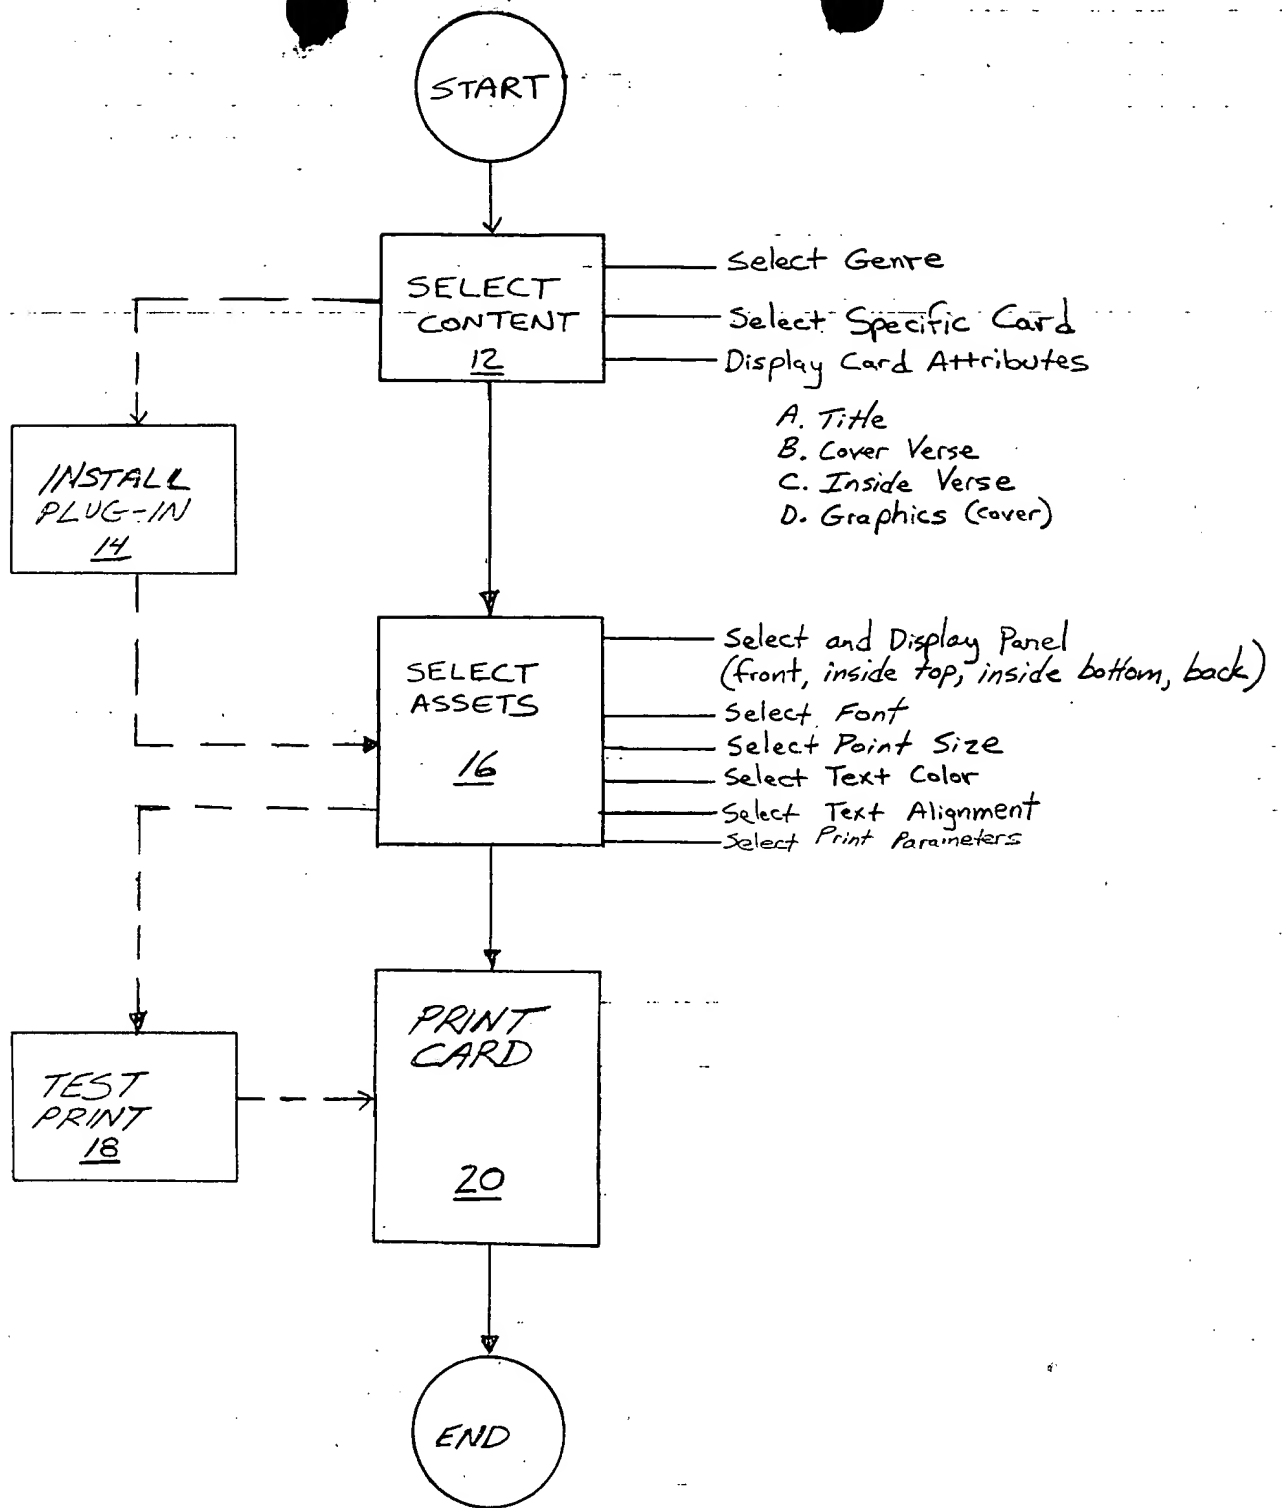 START
SELECT
CONTENT
12
Select Genre
Select Specific Card
Display Card Attributes
A. Title
B. Cover Verse
C. Inside Verse
D. Graphics (cover)
INSTALL
PLUG-IN
14
SELECT
ASSETS
16
Select and Display Panel
(front, inside top, inside bottom, back)
Select Font
Select Point Size
Select Text Color
Select Text Alignment
Select Print Parameters
PRINT
CARD
20
TEST
PRINT
18
END